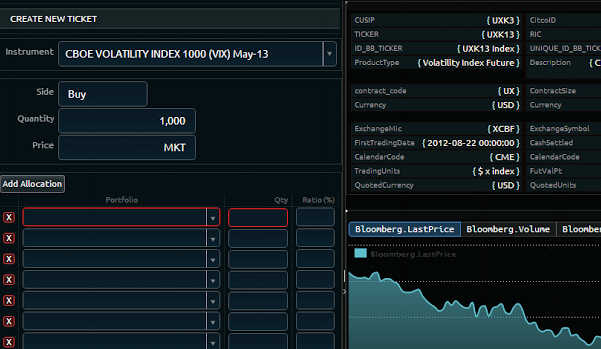 CREATE NEW TICKET
Instrument CBOE VOLATILITY INDEX 1000 (VIX) May-13
Side Buy
Quantity 1,000
Price MKT
Add Allocation
Portfolio Qty Ratio (%)
X
X
X
X
X
X
X
CUSIP { UXK3 } CitcoID
TICKER { UXK13 } RIC
ID_BB_TICKER { UXK13 Index } UNIQUE_ID_BB_TICK
ProductType { Volatility Index Future } Description { C
contract_code { UX } ContractSize
Currency { USD } Currency
ExchangeMic { XCBF } ExchangeSymbol
FirstTradingDate { 2012-08-22 00:00:00 } CashSettled
CalendarCode { CME } CalendarCode
TradingUnits { $ x index } FutValPt
QuotedCurrency { USD } QuotedUnits
Bloomberg.LastPrice Bloomberg.Volume Bloombe
Bloomberg.LastPrice